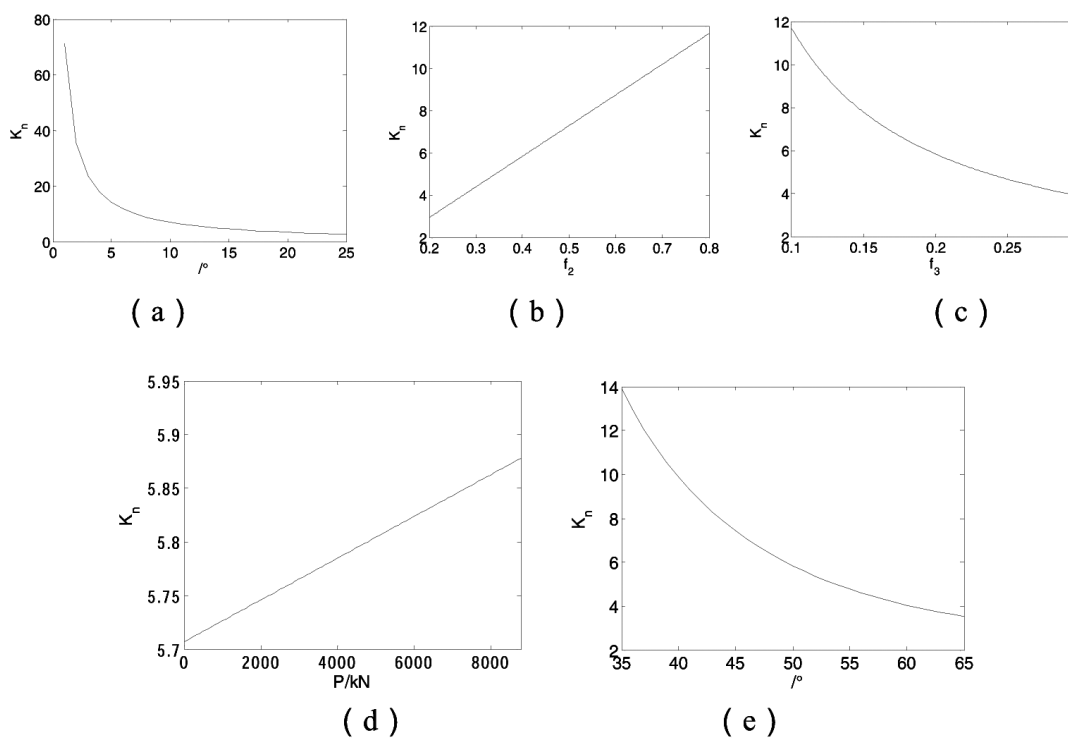 80
60
40
20
0
0 5 10 15 20 25
K_n
/°
( a )
12
10
8
6
4
2
0.2 0.3 0.4 0.5 0.6 0.7 0.8
K_n
f_2
( b )
14
12
10
8
6
4
2
0.1 0.15 0.2 0.25
K_n
f_3
( c )
5.95
5.9
5.85
5.8
5.75
5.7
0 2000 4000 6000 8000
K_n
P/kN
( d )
14
12
10
8
6
4
2
35 40 45 50 55 60 65
K_n
/°
( e )